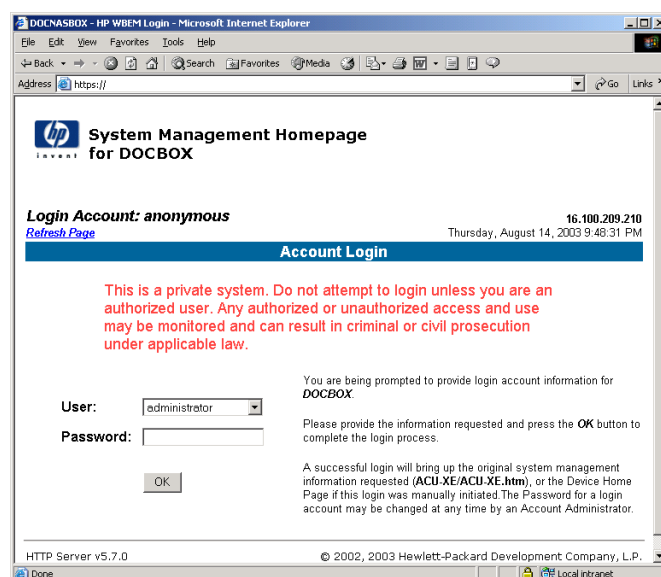 DOCNASBOX - HP WBEM Login - Microsoft Internet Explorer
File Edit View Favorites Tools Help
Back Search Favorites Media
Address https:// Go Links »
hp
invent
System Management Homepage
for DOCBOX
Login Account: anonymous
16.100.209.210
Refresh Page
Thursday, August 14, 2003 9:48:31 PM
Account Login
This is a private system. Do not attempt to login unless you are an
authorized user. Any authorized or unauthorized access and use
may be monitored and can result in criminal or civil prosecution
under applicable law.
User: administrator
Password:
OK
You are being prompted to provide login account information for
DOCBOX.
Please provide the information requested and press the OK button to
complete the login process.
A successful login will bring up the original system management
information requested (ACU-XE/ACU-XE.htm), or the Device Home
Page if this login was manually initiated.The Password for a login
account may be changed at any time by an Account Administrator.
HTTP Server v5.7.0
© 2002, 2003 Hewlett-Packard Development Company, L.P.
Done
Local intranet